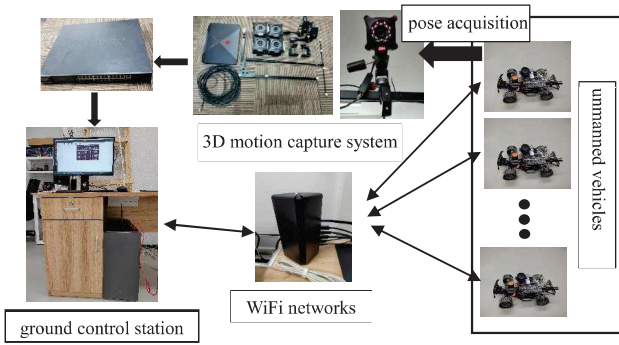 pose acquisition
3D motion capture system
unmanned vehicles
WiFi networks
ground control station